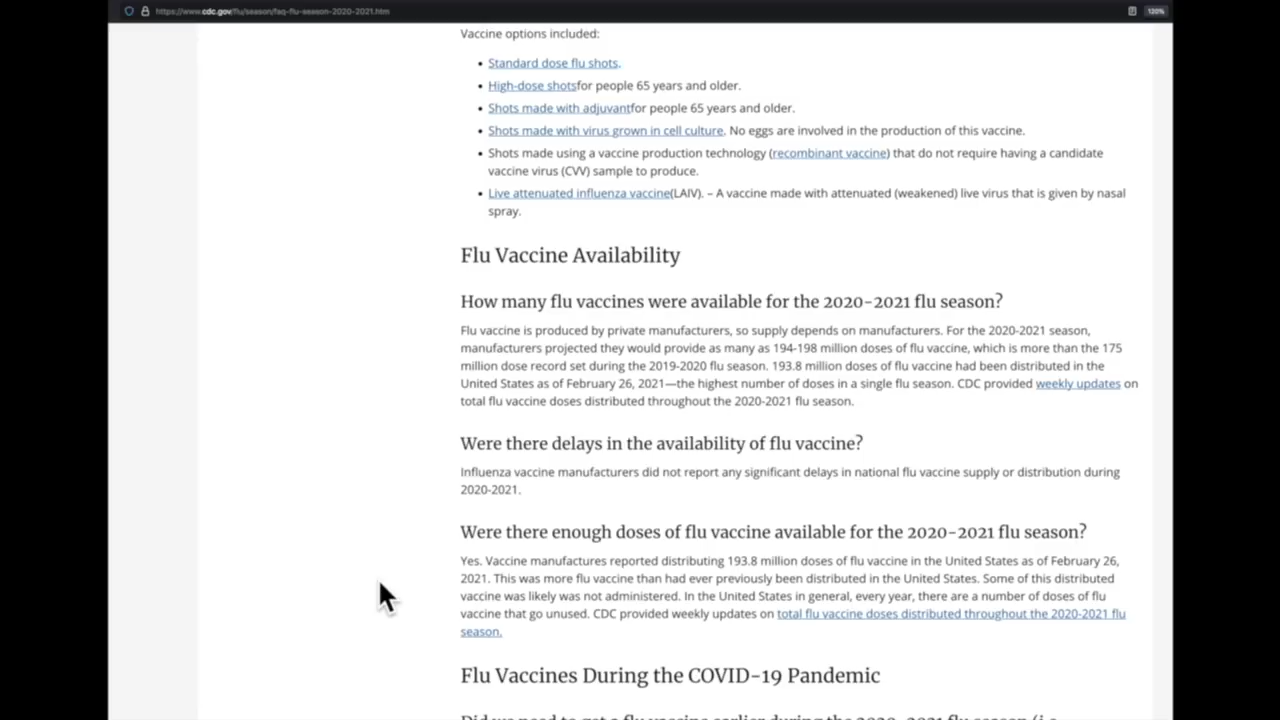 https://www.cdc.gov/flu/season/faq-flu-season-2020-2021.htm
120%
Vaccine options included:
• Standard dose flu shots.
• High-dose shotsfor people 65 years and older.
• Shots made with adjuvantfor people 65 years and older.
• Shots made with virus grown in cell culture. No eggs are involved in the production of this vaccine.
• Shots made using a vaccine production technology (recombinant vaccine) that do not require having a candidate
vaccine virus (CVV) sample to produce.
• Live attenuated influenza vaccine(LAIV). – A vaccine made with attenuated (weakened) live virus that is given by nasal
spray.
Flu Vaccine Availability
How many flu vaccines were available for the 2020-2021 flu season?
Flu vaccine is produced by private manufacturers, so supply depends on manufacturers. For the 2020-2021 season,
manufacturers projected they would provide as many as 194-198 million doses of flu vaccine, which is more than the 175
million dose record set during the 2019-2020 flu season. 193.8 million doses of flu vaccine had been distributed in the
United States as of February 26, 2021—the highest number of doses in a single flu season. CDC provided weekly updates on
total flu vaccine doses distributed throughout the 2020-2021 flu season.
Were there delays in the availability of flu vaccine?
Influenza vaccine manufacturers did not report any significant delays in national flu vaccine supply or distribution during
2020-2021.
Were there enough doses of flu vaccine available for the 2020-2021 flu season?
Yes. Vaccine manufactures reported distributing 193.8 million doses of flu vaccine in the United States as of February 26,
2021. This was more flu vaccine than had ever previously been distributed in the United States. Some of this distributed
vaccine was likely was not administered. In the United States in general, every year, there are a number of doses of flu
vaccine that go unused. CDC provided weekly updates on total flu vaccine doses distributed throughout the 2020-2021 flu
season.
Flu Vaccines During the COVID-19 Pandemic
Did we need to get a flu vaccine earlier during the 2020-2021 flu season (i.e.